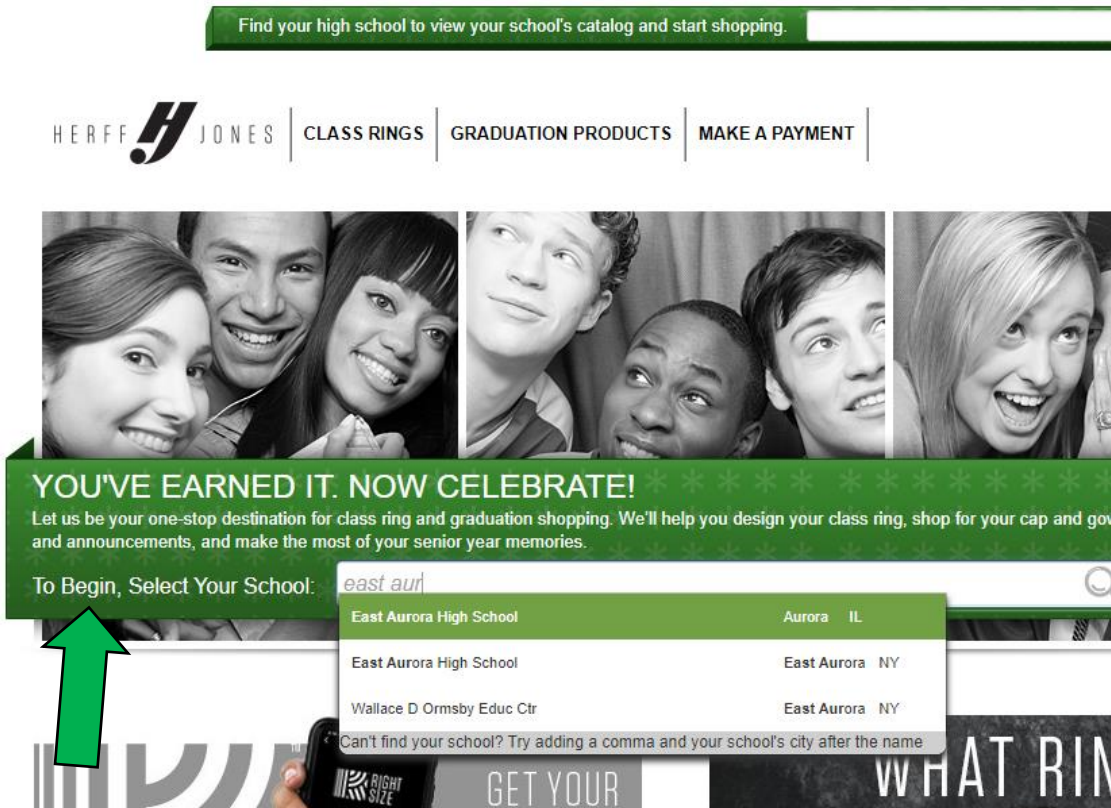 Find your high school to view your school's catalog and start shopping.
HERFF HJ JONES
CLASS RINGS
GRADUATION PRODUCTS
MAKE A PAYMENT
YOU'VE EARNED IT. NOW CELEBRATE!
Let us be your one-stop destination for class ring and graduation shopping. We'll help you design your class ring, shop for your cap and gow
and announcements, and make the most of your senior year memories.
To Begin, Select Your School: east aur
East Aurora High School Aurora IL
East Aurora High School East Aurora NY
Wallace D Ormsby Educ Ctr East Aurora NY
Can't find your school? Try adding a comma and your school's city after the name
RIGHT
SIZE
GET YOUR
WHAT RIN